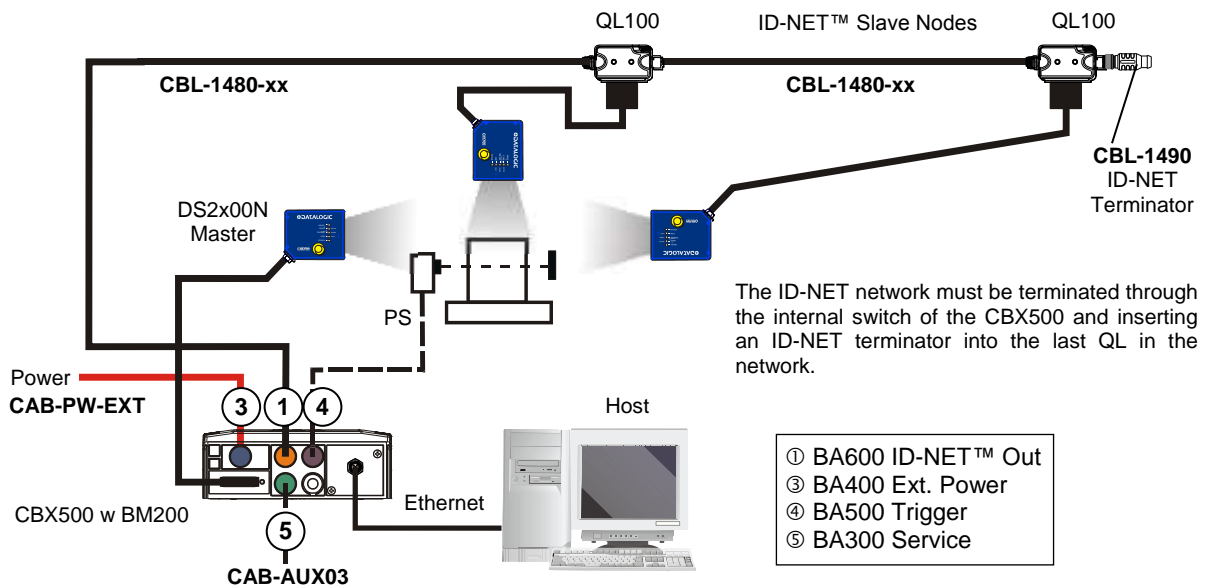 QL100
ID-NET™ Slave Nodes
QL100
CBL-1480-xx
CBL-1480-xx
CBL-1490
ID-NET
Terminator
DATALOGIC
DS2x00N
Master
DATALOGIC
DATALOGIC
PS
The ID-NET network must be terminated through
the internal switch of the CBX500 and inserting
an ID-NET terminator into the last QL in the
network.
Power
CAB-PW-EXT
3
1
4
Host
CBX500 w BM200
Ethernet
5
CAB-AUX03
① BA600 ID-NET™ Out
③ BA400 Ext. Power
④ BA500 Trigger
⑤ BA300 Service